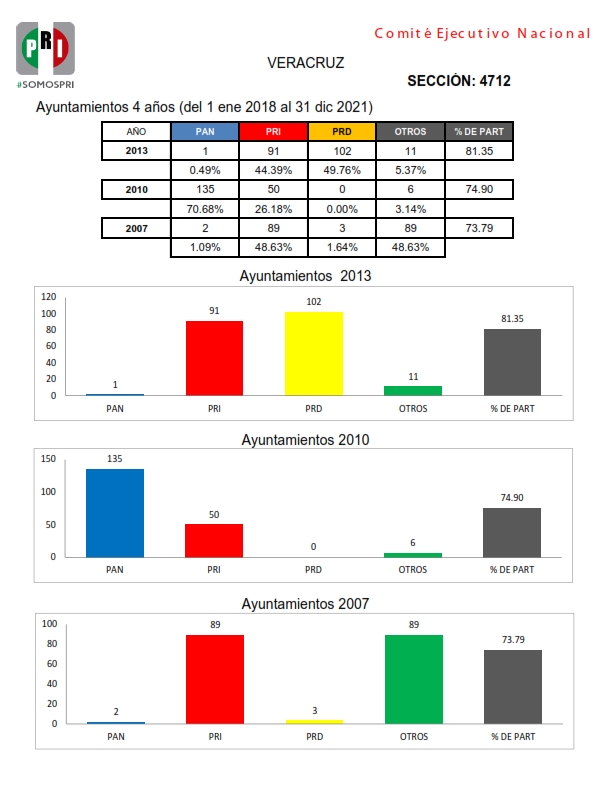 PRI
#SOMOSPRI
Comité Ejecutivo Nacional
VERACRUZ
SECCIÓN: 4712
Ayuntamientos 4 años (del 1 ene 2018 al 31 dic 2021)
AÑO PAN PRI PRD OTROS % DE PART
2013 1 91 102 11 81.35
0.49% 44.39% 49.76% 5.37%
2010 135 50 0 6 74.90
70.68% 26.18% 0.00% 3.14%
2007 2 89 3 89 73.79
1.09% 48.63% 1.64% 48.63%
Ayuntamientos 2013
120
100
80
60
40
20
0
1 91 102 11 81.35
PAN PRI PRD OTROS % DE PART
Ayuntamientos 2010
150
100
50
0
135 50 0 6 74.90
PAN PRI PRD OTROS % DE PART
Ayuntamientos 2007
100
80
60
40
20
0
2 89 3 89 73.79
PAN PRI PRD OTROS % DE PART